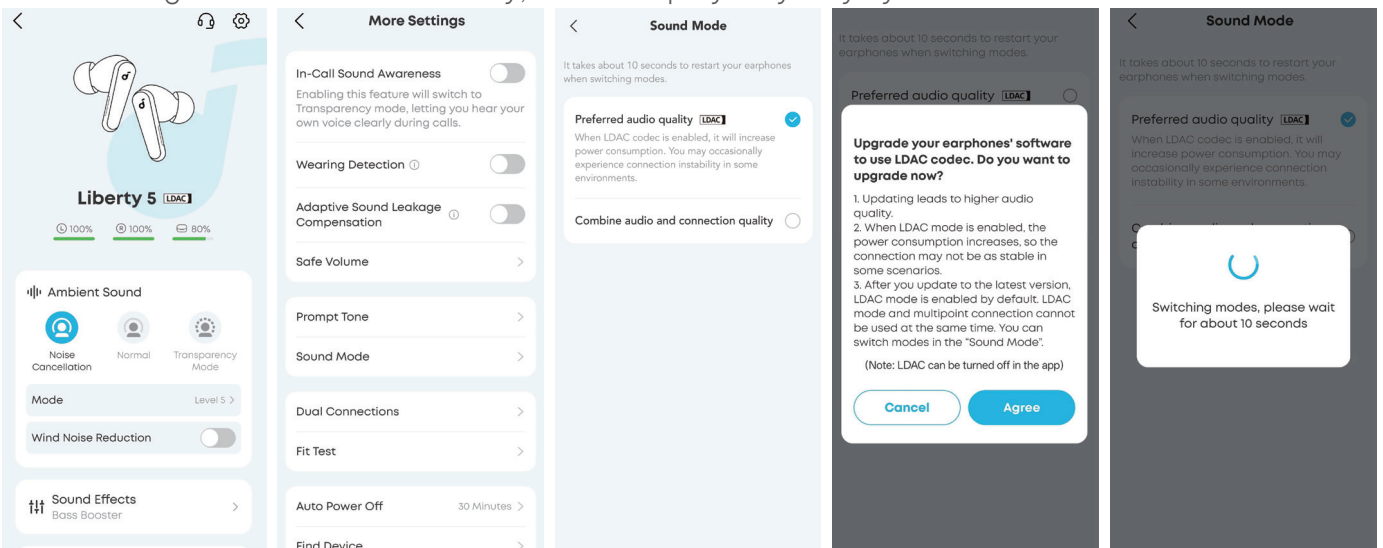 More Settings
Sound Mode
Sound Mode
Liberty 5 LDAC
L 100% R 100% 80%
Ambient Sound
Noise
Cancellation
Normal
Transparency
Mode
Mode Level 5
Wind Noise Reduction
Sound Effects
Bass Booster
In-Call Sound Awareness
Enabling this feature will switch to
Transparency mode, letting you hear your
own voice clearly during calls.
Wearing Detection
Adaptive Sound Leakage
Compensation
Safe Volume
Prompt Tone
Sound Mode
Dual Connections
Fit Test
Auto Power Off 30 Minutes
Find Device
It takes about 10 seconds to restart your earphones
when switching modes.
Preferred audio quality LDAC
When LDAC codec is enabled, it will increase
power consumption. You may occasionally
experience connection instability in some
environments.
Combine audio and connection quality
It takes about 10 seconds to restart your
earphones when switching modes.
Preferred audio quality LDAC
Upgrade your earphones' software
to use LDAC codec. Do you want to
upgrade now?
1. Updating leads to higher audio
quality.
2. When LDAC mode is enabled, the
power consumption increases, so the
connection may not be as stable in
some scenarios.
3. After you update to the latest version,
LDAC mode is enabled by default. LDAC
mode and multipoint connection cannot
be used at the same time. You can
switch modes in the "Sound Mode".
(Note: LDAC can be turned off in the app)
Cancel Agree
It takes about 10 seconds to restart your
earphones when switching modes.
Preferred audio quality LDAC
When LDAC codec is enabled, it will
increase power consumption. You may
occasionally experience connection
instability in some environments.
Switching modes, please wait
for about 10 seconds